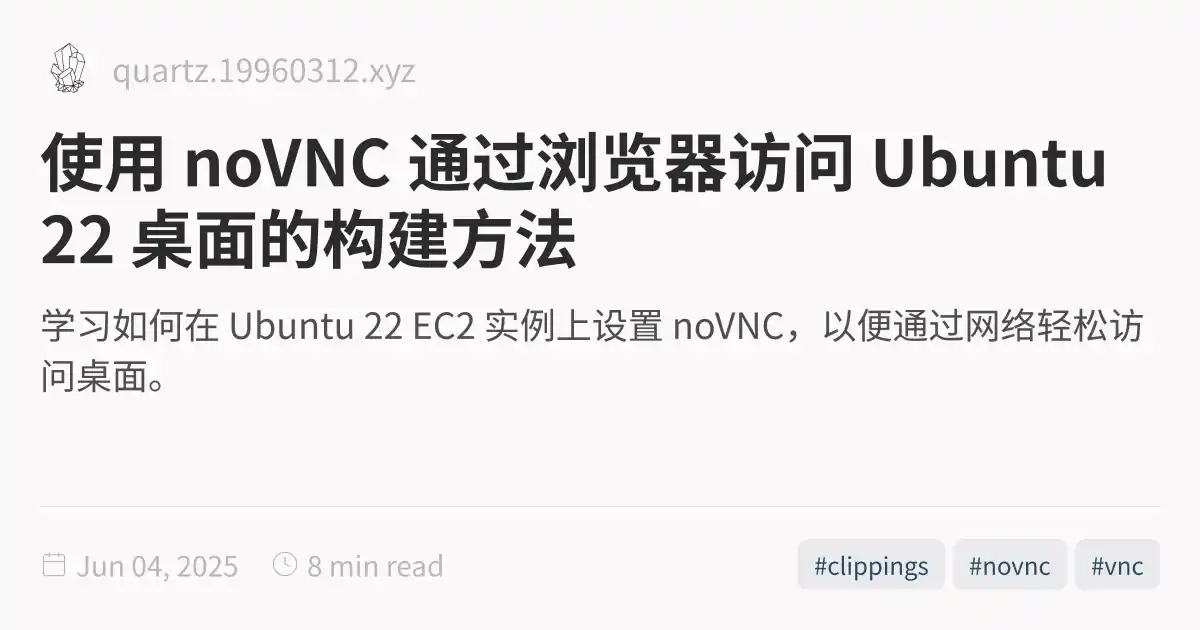 quartz.19960312.xyz
使用 noVNC 通过浏览器访问 Ubuntu
22 桌面的构建方法
学习如何在 Ubuntu 22 EC2 实例上设置 noVNC，以便通过网络轻松访
问桌面。
Jun 04, 2025 8 min read #clippings #novnc #vnc